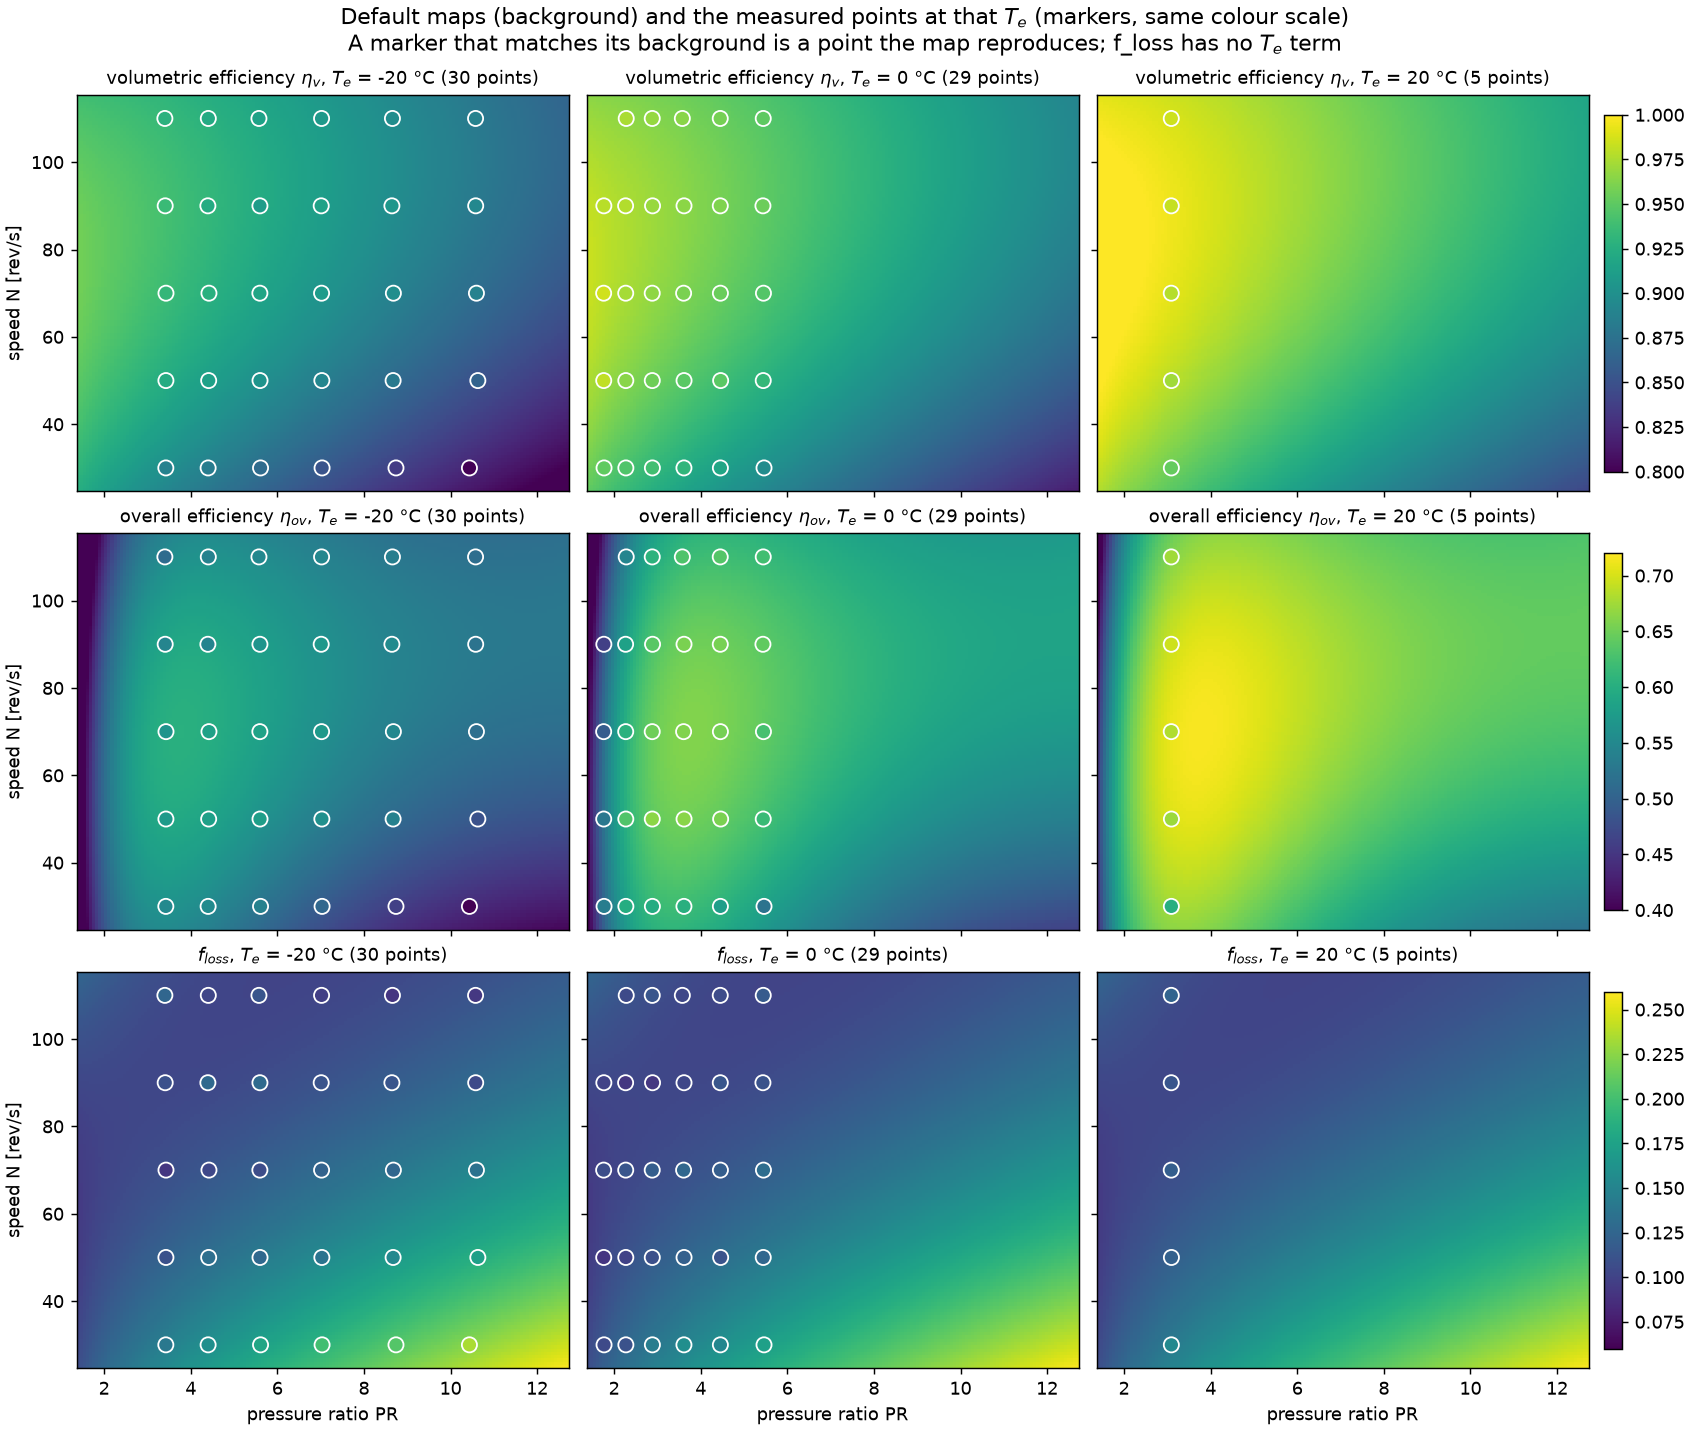 Default maps (background) and the measured points at that Tₑ (markers, same colour scale)
A marker that matches its background is a point the map reproduces; f_loss has no Tₑ term
volumetric efficiency ηᵥ, Tₑ = -20 °C (30 points)
volumetric efficiency ηᵥ, Tₑ = 0 °C (29 points)
volumetric efficiency ηᵥ, Tₑ = 20 °C (5 points)
speed N [rev/s]
100
80
60
40
1.000
0.975
0.950
0.925
0.900
0.875
0.850
0.825
0.800
overall efficiency ηₒᵥ, Tₑ = -20 °C (30 points)
overall efficiency ηₒᵥ, Tₑ = 0 °C (29 points)
overall efficiency ηₒᵥ, Tₑ = 20 °C (5 points)
speed N [rev/s]
100
80
60
40
0.70
0.65
0.60
0.55
0.50
0.45
0.40
fₗₒₛₛ, Tₑ = -20 °C (30 points)
fₗₒₛₛ, Tₑ = 0 °C (29 points)
fₗₒₛₛ, Tₑ = 20 °C (5 points)
speed N [rev/s]
100
80
60
40
0.250
0.225
0.200
0.175
0.150
0.125
0.100
0.075
2 4 6 8 10 12
2 4 6 8 10 12
2 4 6 8 10 12
pressure ratio PR
pressure ratio PR
pressure ratio PR